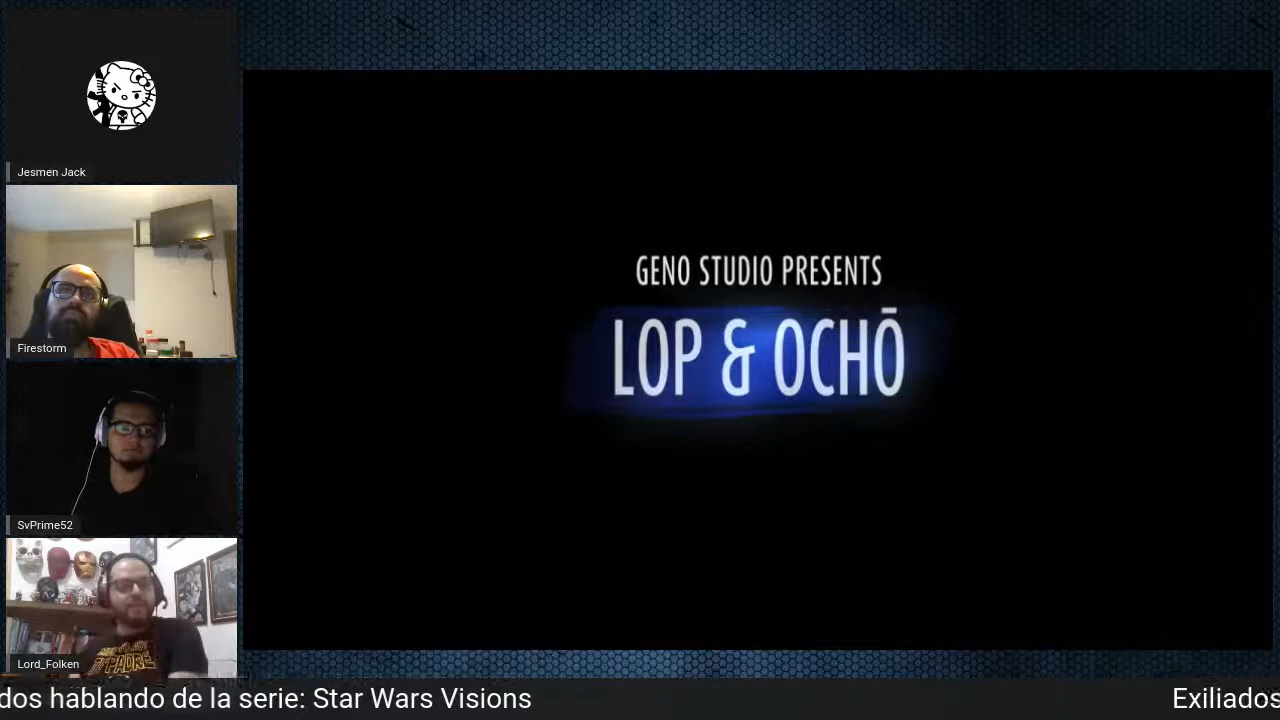 Jesmen Jack
Firestorm
SvPrime52
Lord_Folken
GENO STUDIO PRESENTS
LOP & OCHŌ
PADRE
dos hablando de la serie: Star Wars Visions
Exiliados